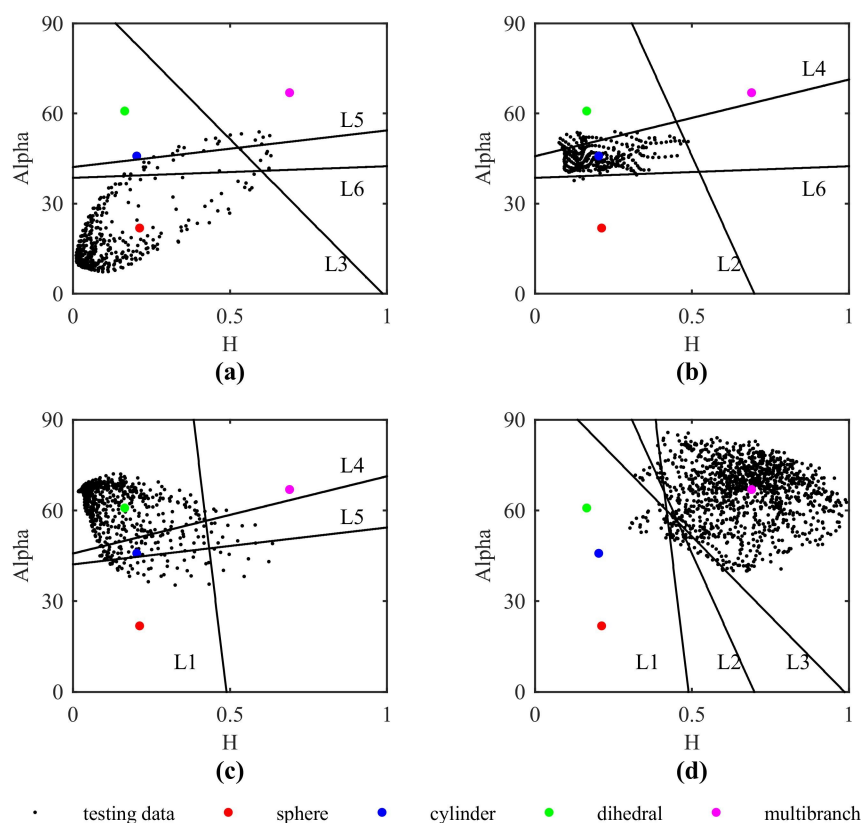 90
60
30
0
Alpha
L5
L6
L3
0
0.5
1
H
(a)
90
60
30
0
Alpha
L4
L6
L2
0
0.5
1
H
(b)
90
60
30
0
Alpha
L4
L5
L1
0
0.5
1
H
(c)
90
60
30
0
Alpha
L1 L2 L3
0
0.5
1
H
(d)
testing data sphere cylinder dihedral multibranch